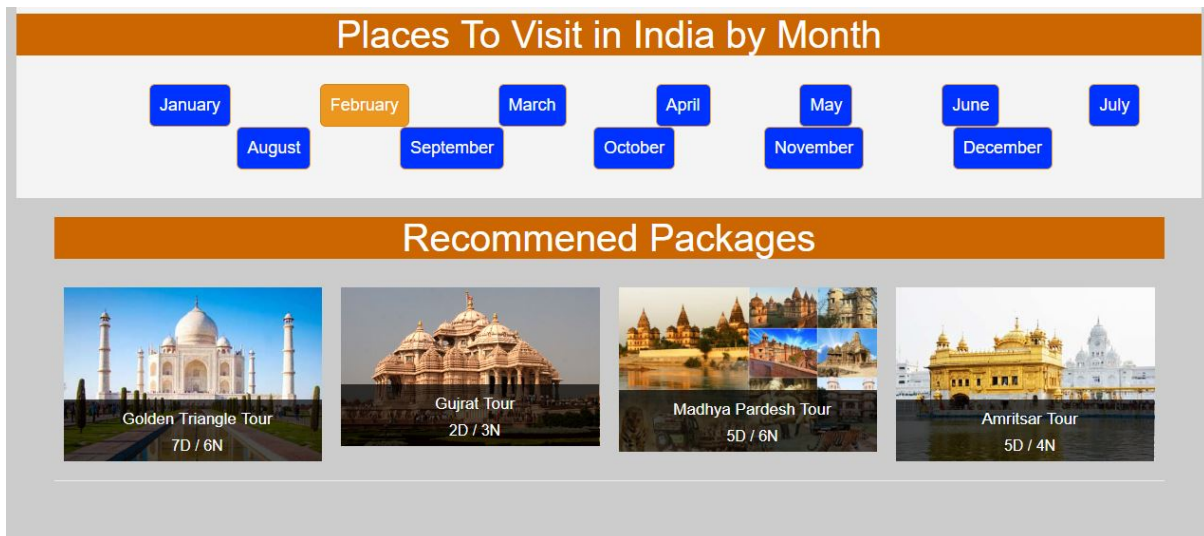 Places To Visit in India by Month
January February March April May June July
August September October November December
Recommened Packages
Golden Triangle Tour
7D / 6N
Gujrat Tour
2D / 3N
Madhya Pardesh Tour
5D / 6N
Amritsar Tour
5D / 4N